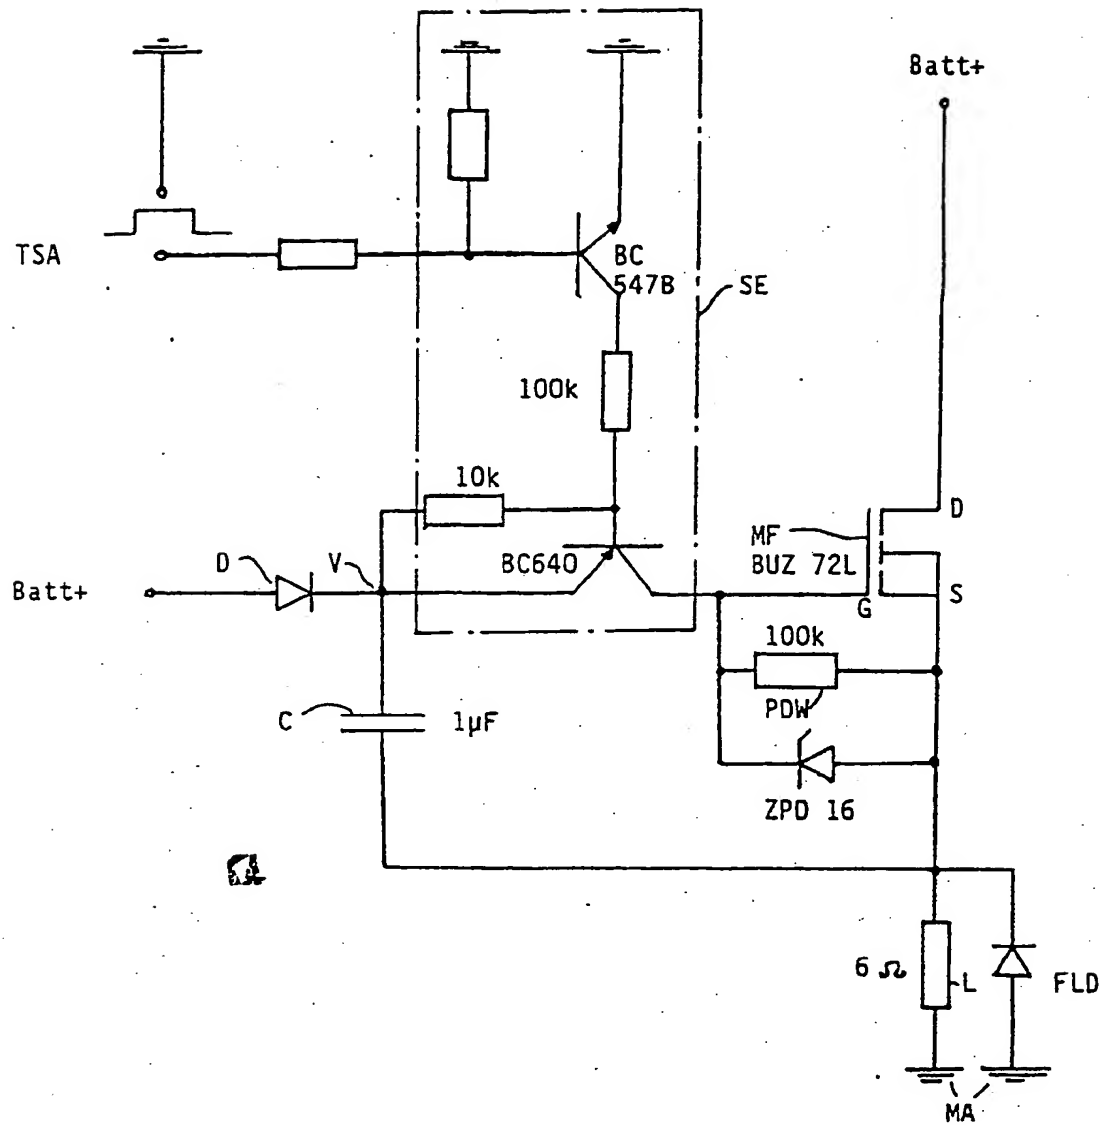 Batt+
TSA
BC
547B
SE
100k
10k
D
MF
BUZ 72L
D
V
BC640
Batt+
S
G
100k
PDW
C
1µF
ZPD 16
6 Ω
L
FLD
MA